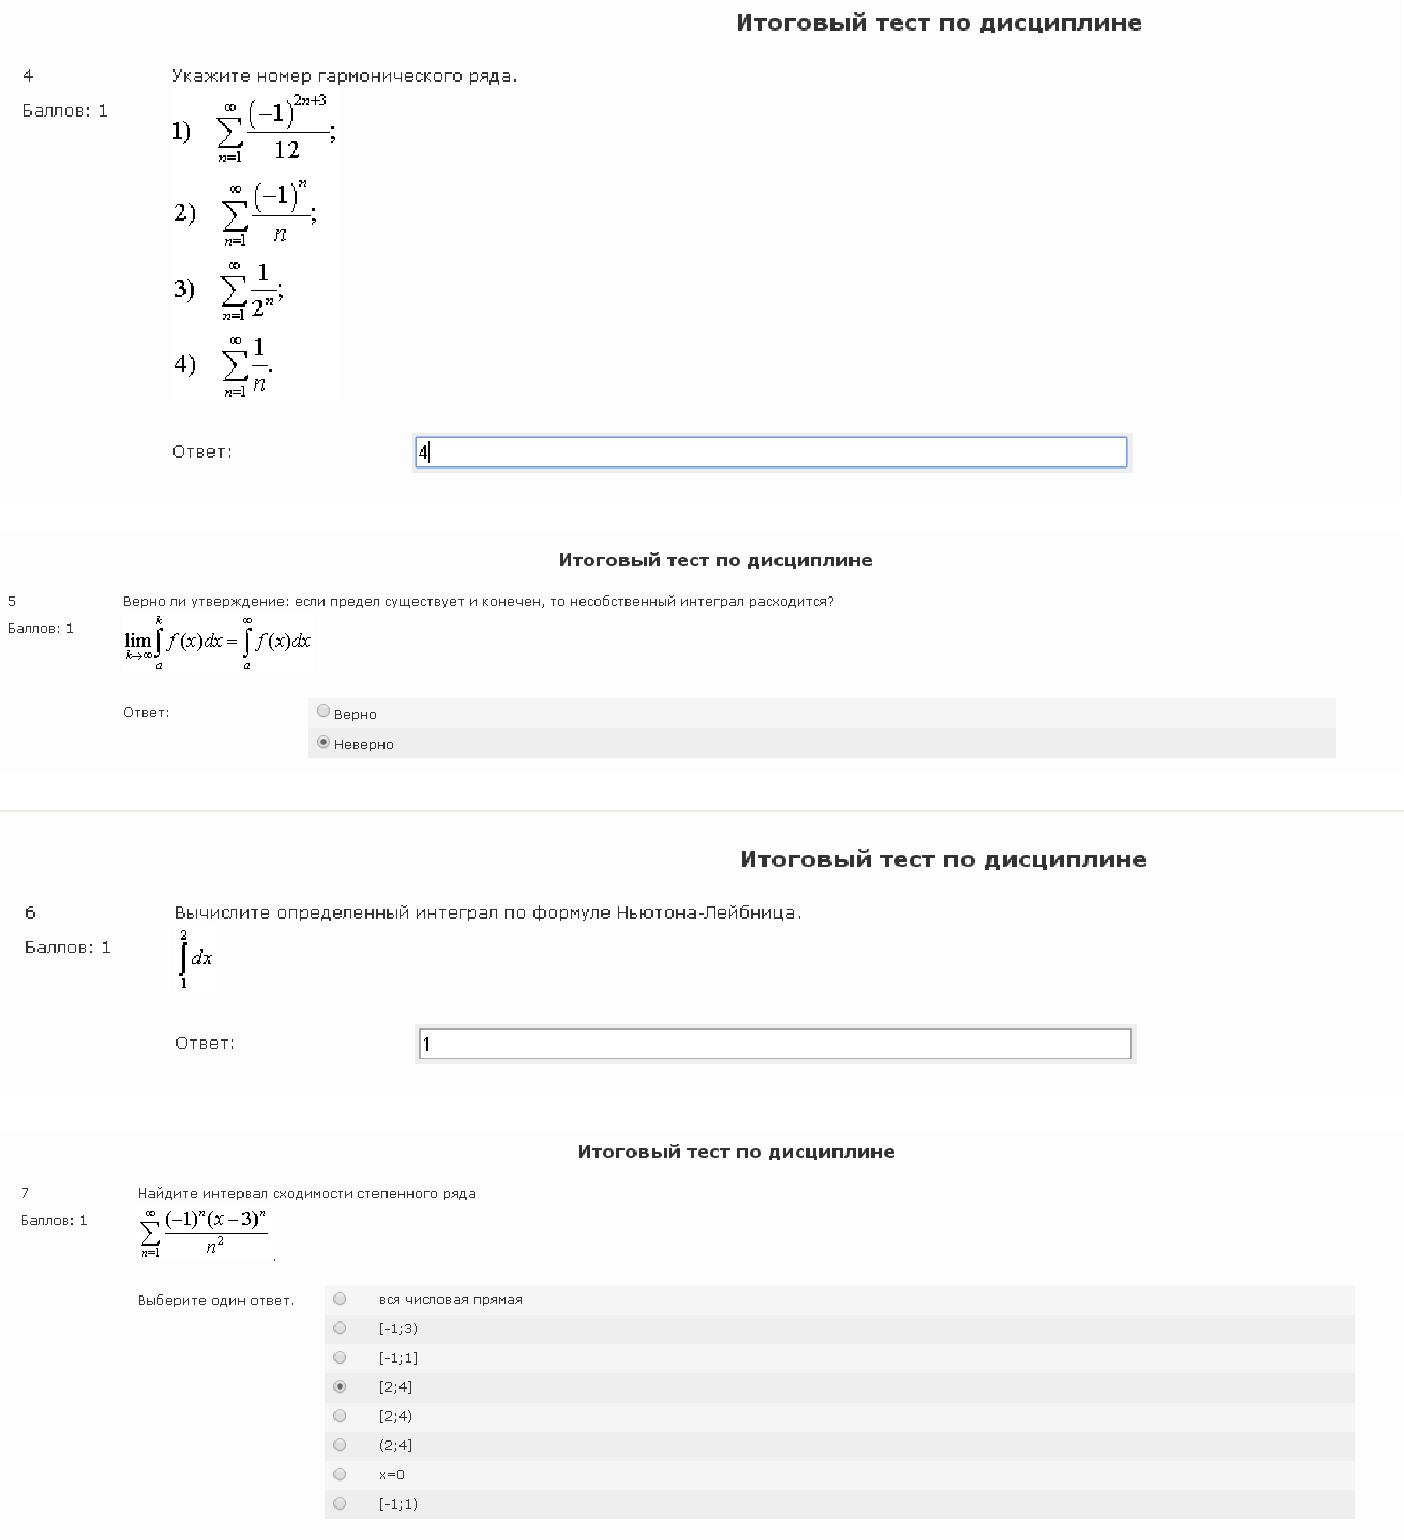 Итоговый тест по дисциплине
4
Укажите номер гармонического ряда.
Баллов: 1
1) ∑_{n=1}^{∞} (−1)^{2n+3}/12;
2) ∑_{n=1}^{∞} (−1)^n/n;
3) ∑_{n=1}^{∞} 1/2^n;
4) ∑_{n=1}^{∞} 1/n.
Ответ: 4
Итоговый тест по дисциплине
5
Верно ли утверждение: если предел существует и конечен, то несобственный интеграл расходится?
Баллов: 1
lim_{k→∞} ∫_a^k f(x)dx = ∫_a^∞ f(x)dx
Ответ:
Верно
Неверно
Итоговый тест по дисциплине
6
Вычислите определенный интеграл по формуле Ньютона-Лейбница.
Баллов: 1
∫_1^2 dx
Ответ: 1
Итоговый тест по дисциплине
7
Найдите интервал сходимости степенного ряда
Баллов: 1
∑_{n=1}^{∞} (−1)^n(x−3)^n/n^2 .
Выберите один ответ.
вся числовая прямая
[-1;3)
[-1;1]
[2;4]
[2;4)
(2;4]
x=0
[-1;1)